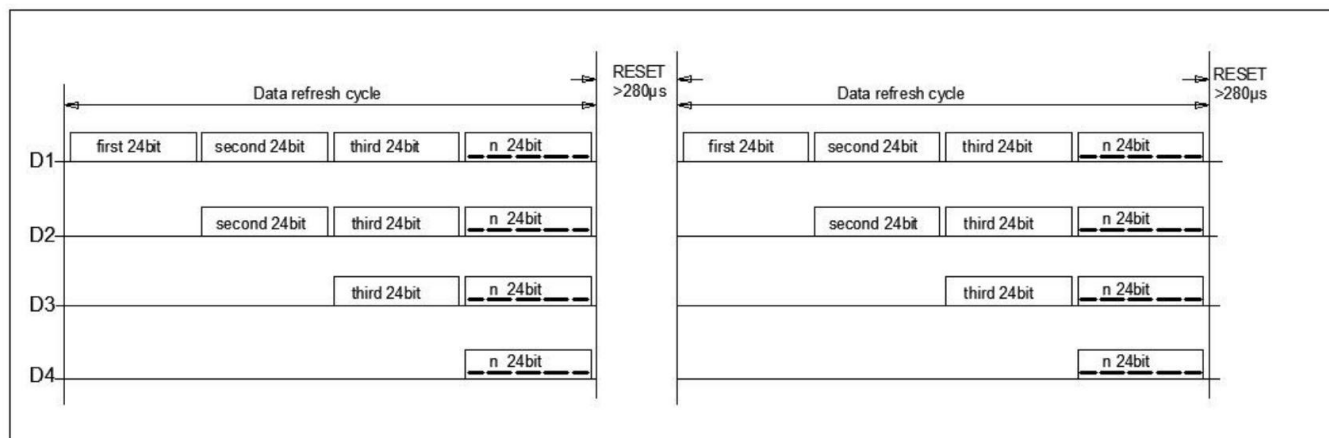 RESET
>280µs
RESET
>280µs
Data refresh cycle
Data refresh cycle
D1 first 24bit second 24bit third 24bit n 24bit first 24bit second 24bit third 24bit n 24bit
D2 second 24bit third 24bit n 24bit second 24bit third 24bit n 24bit
D3 third 24bit n 24bit third 24bit n 24bit
D4 n 24bit n 24bit